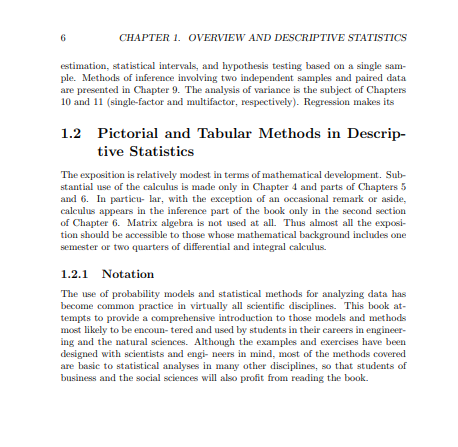 6 CHAPTER 1. OVERVIEW AND DESCRIPTIVE STATISTICS
estimation, statistical intervals, and hypothesis testing based on a single sam-
ple. Methods of inference involving two independent samples and paired data
are presented in Chapter 9. The analysis of variance is the subject of Chapters
10 and 11 (single-factor and multifactor, respectively). Regression makes its
1.2 Pictorial and Tabular Methods in Descrip-
tive Statistics
The exposition is relatively modest in terms of mathematical development. Sub-
stantial use of the calculus is made only in Chapter 4 and parts of Chapters 5
and 6. In particu- lar, with the exception of an occasional remark or aside,
calculus appears in the inference part of the book only in the second section
of Chapter 6. Matrix algebra is not used at all. Thus almost all the exposi-
tion should be accessible to those whose mathematical background includes one
semester or two quarters of differential and integral calculus.
1.2.1 Notation
The use of probability models and statistical methods for analyzing data has
become common practice in virtually all scientific disciplines. This book at-
tempts to provide a comprehensive introduction to those models and methods
most likely to be encoun- tered and used by students in their careers in engineer-
ing and the natural sciences. Although the examples and exercises have been
designed with scientists and engi- neers in mind, most of the methods covered
are basic to statistical analyses in many other disciplines, so that students of
business and the social sciences will also profit from reading the book.